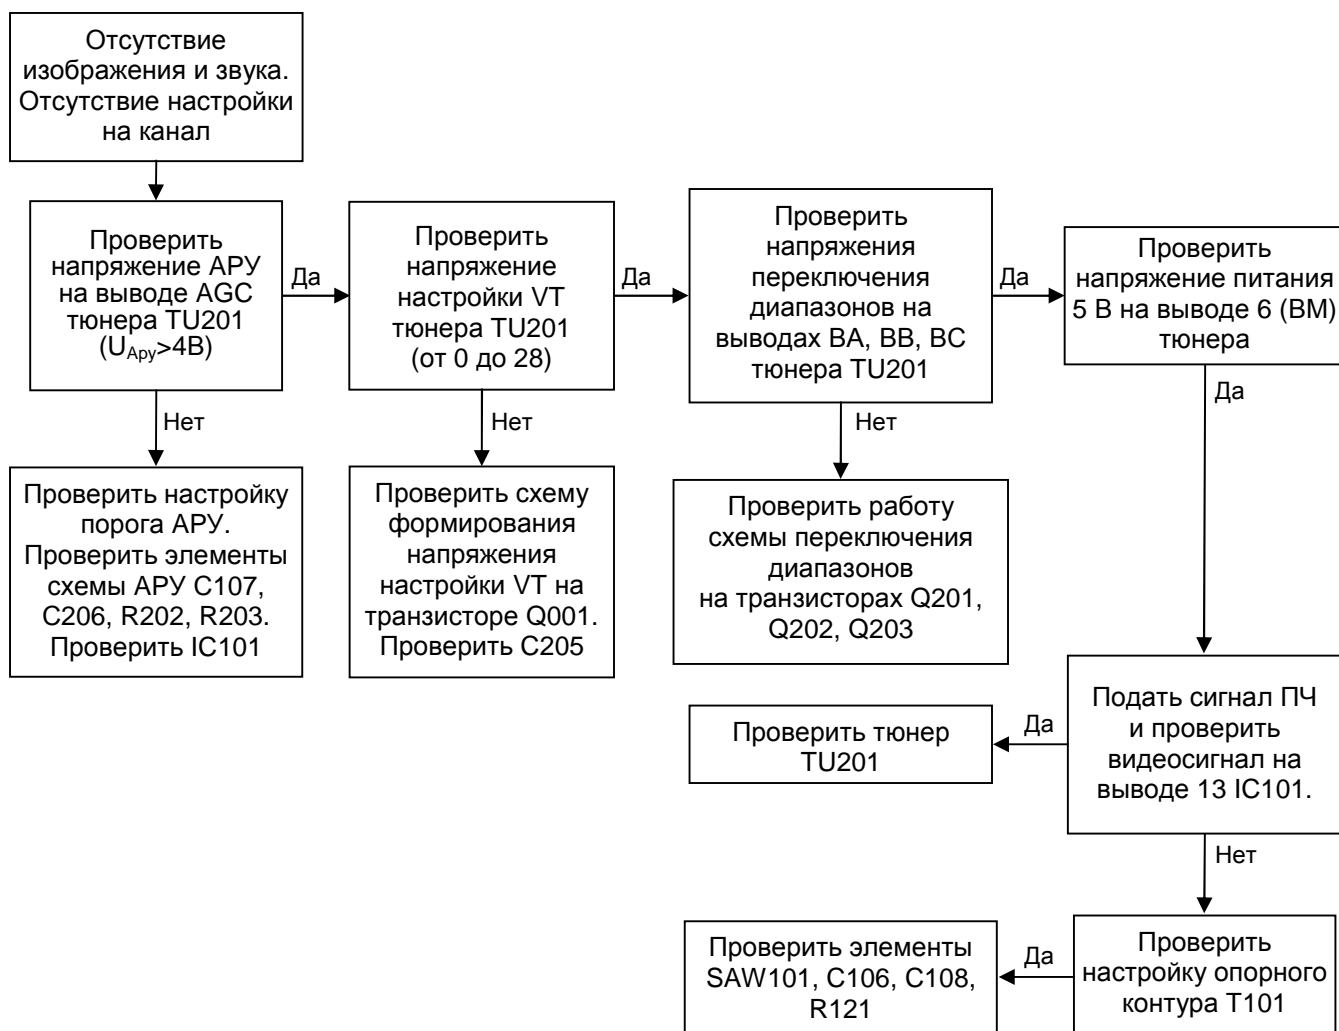 Отсутствие
изображения и звука.
Отсутствие настройки
на канал
Проверить
напряжение АРУ
на выводе AGC
тюнера TU201
(UАру>4В)
Да
Проверить
напряжение
настройки VT
тюнера TU201
(от 0 до 28)
Да
Проверить
напряжения
переключения
диапазонов на
выводах BA, BB, BC
тюнера TU201
Да
Проверить
напряжение питания
5 В на выводе 6 (BM)
тюнера
Нет
Нет
Нет
Да
Проверить настройку
порога АРУ.
Проверить элементы
схемы АРУ C107,
C206, R202, R203.
Проверить IC101
Проверить схему
формирования
напряжения
настройки VT на
транзисторе Q001.
Проверить C205
Проверить работу
схемы переключения
диапазонов
на транзисторах Q201,
Q202, Q203
Подать сигнал ПЧ
и проверить
видеосигнал на
выводе 13 IC101.
Да
Проверить тюнер
TU201
Нет
Проверить
настройку опорного
контура T101
Да
Проверить элементы
SAW101, C106, C108,
R121